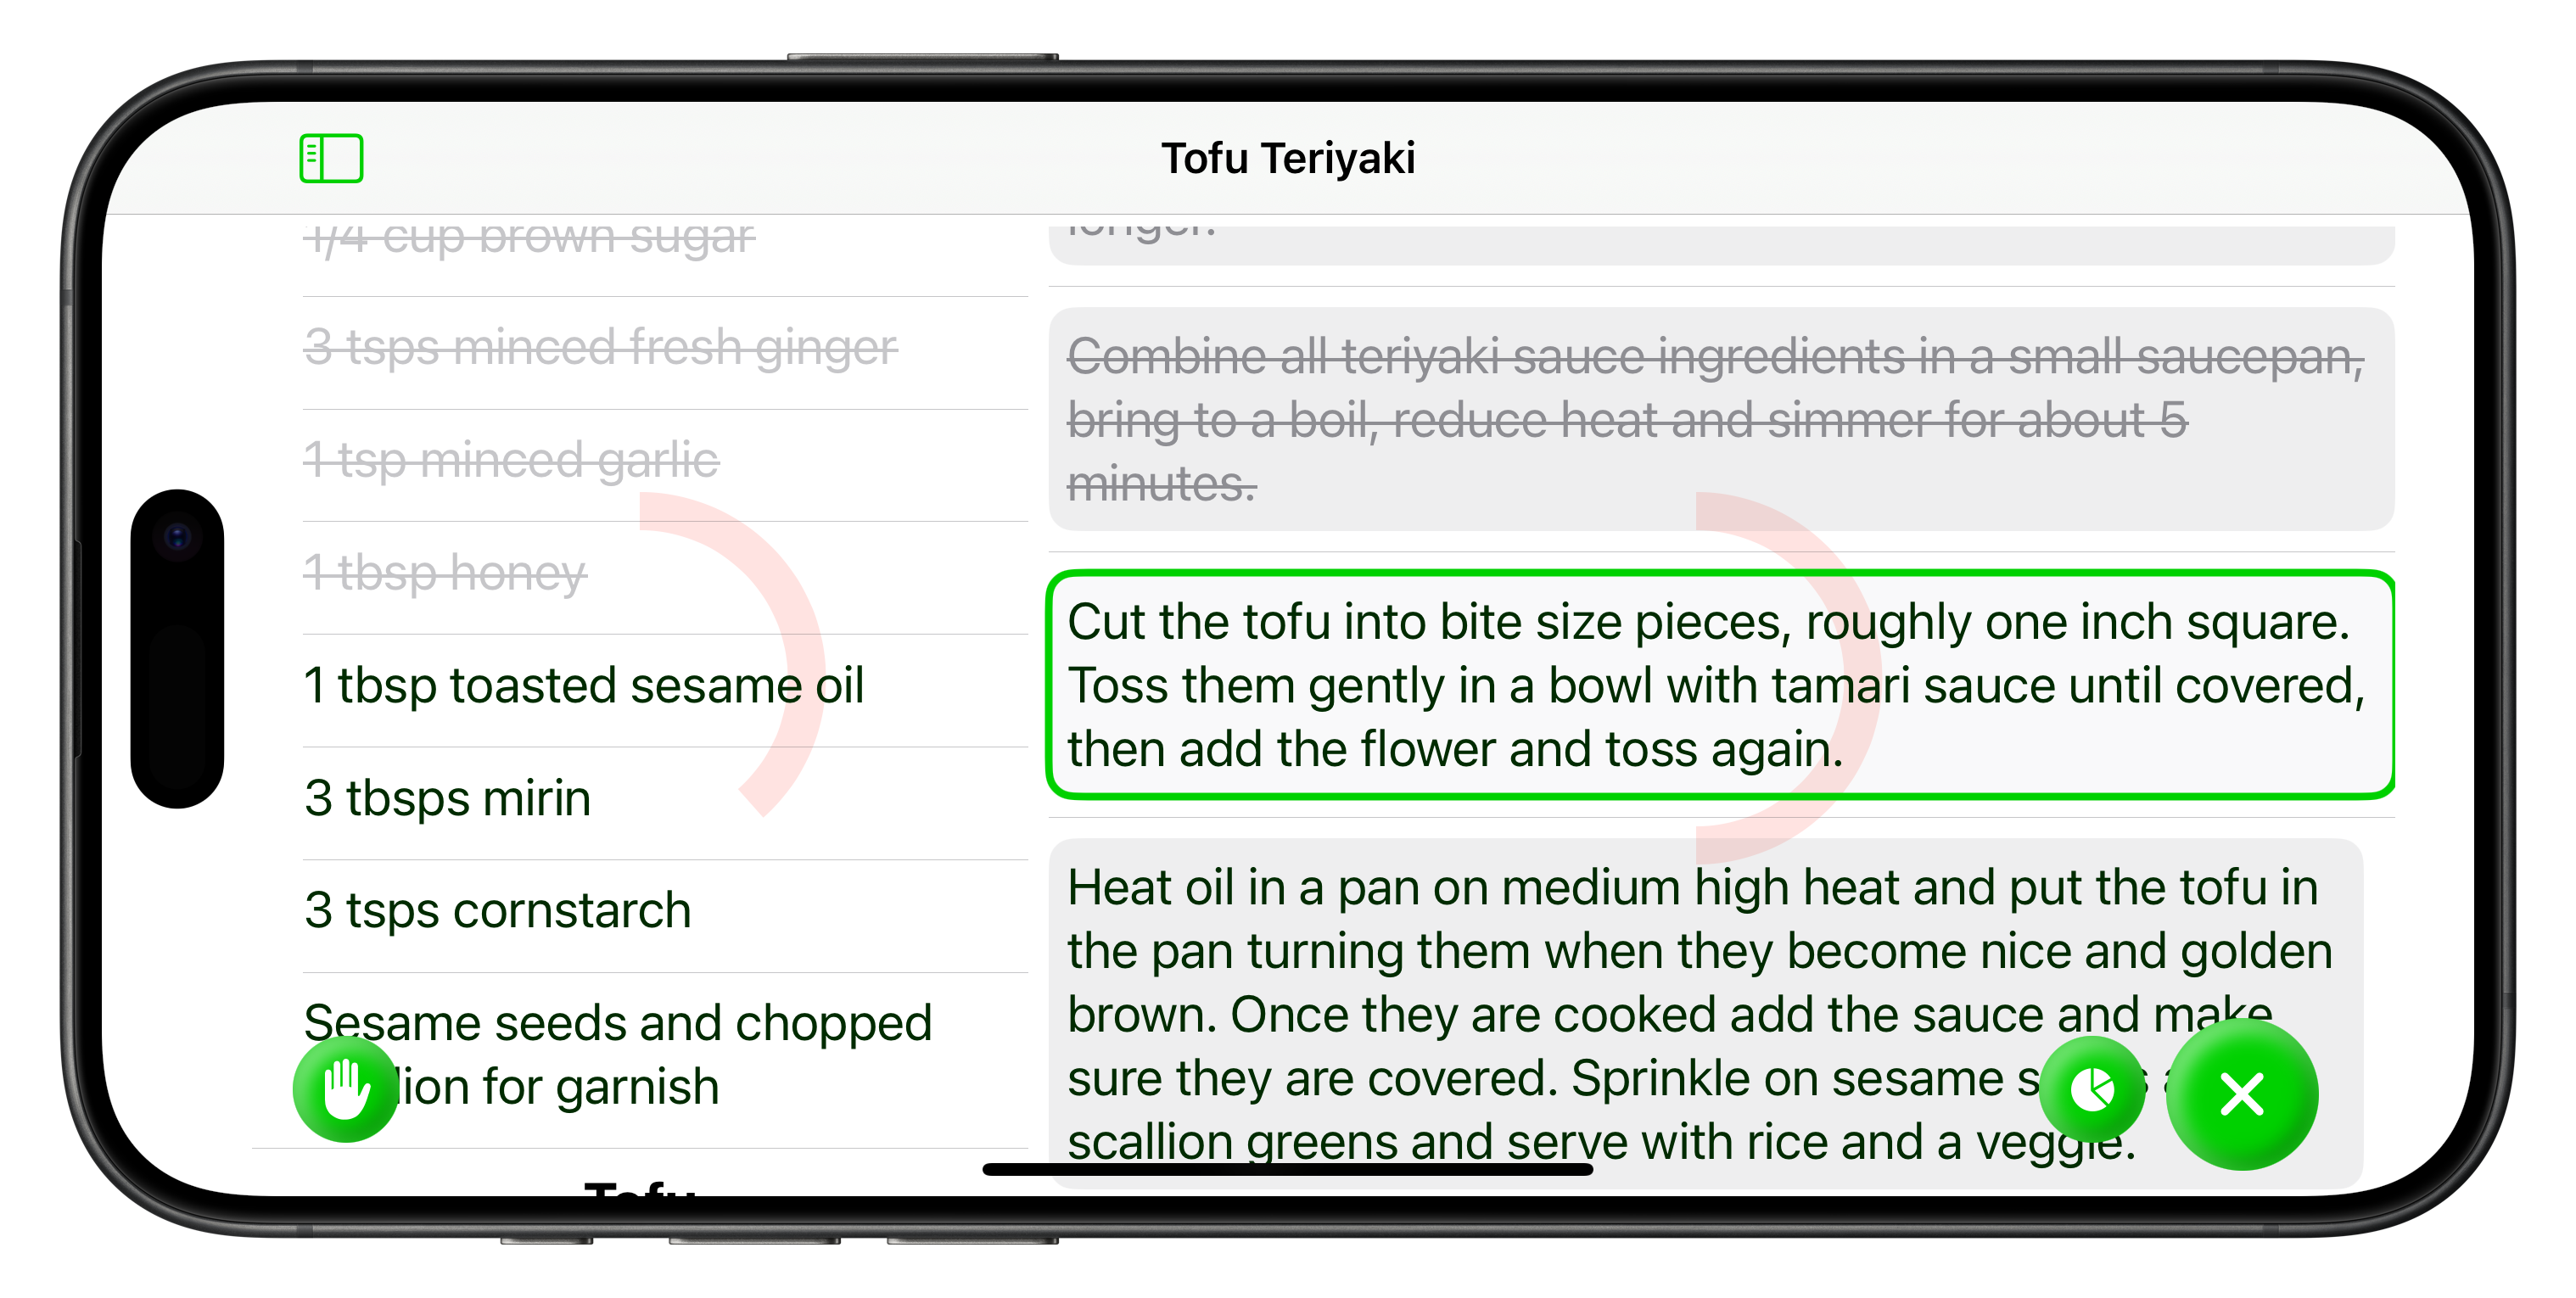 Tofu Teriyaki
1/4 cup brown sugar
3 tsps minced fresh ginger
1 tsp minced garlic
1 tbsp honey
1 tbsp toasted sesame oil
3 tbsps mirin
3 tsps cornstarch
Sesame seeds and chopped
lion for garnish
Tofu
longer.
Combine all teriyaki sauce ingredients in a small saucepan,
bring to a boil, reduce heat and simmer for about 5
minutes.
Cut the tofu into bite size pieces, roughly one inch square.
Toss them gently in a bowl with tamari sauce until covered,
then add the flower and toss again.
Heat oil in a pan on medium high heat and put the tofu in
the pan turning them when they become nice and golden
brown. Once they are cooked add the sauce and make
sure they are covered. Sprinkle on sesame
scallion greens and serve with rice and a veggie.